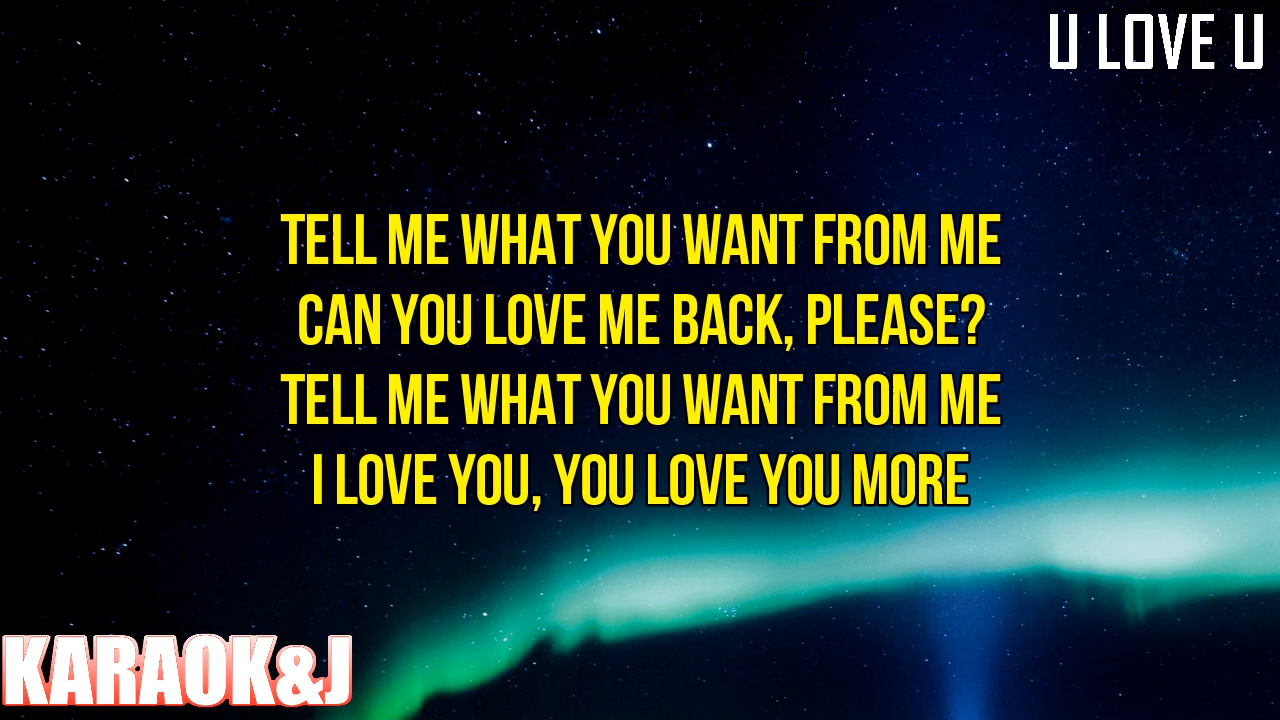 U LOVE U
TELL ME WHAT YOU WANT FROM ME
CAN YOU LOVE ME BACK, PLEASE?
TELL ME WHAT YOU WANT FROM ME
I LOVE YOU, YOU LOVE YOU MORE
KARAOK&J